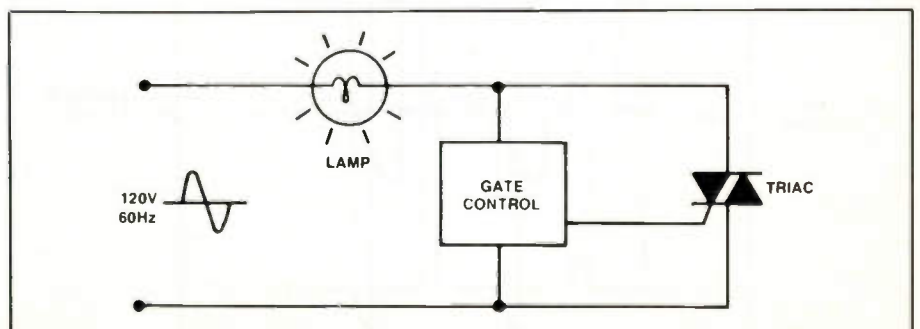 LAMP
120V
60Hz
GATE
CONTROL
TRIAC